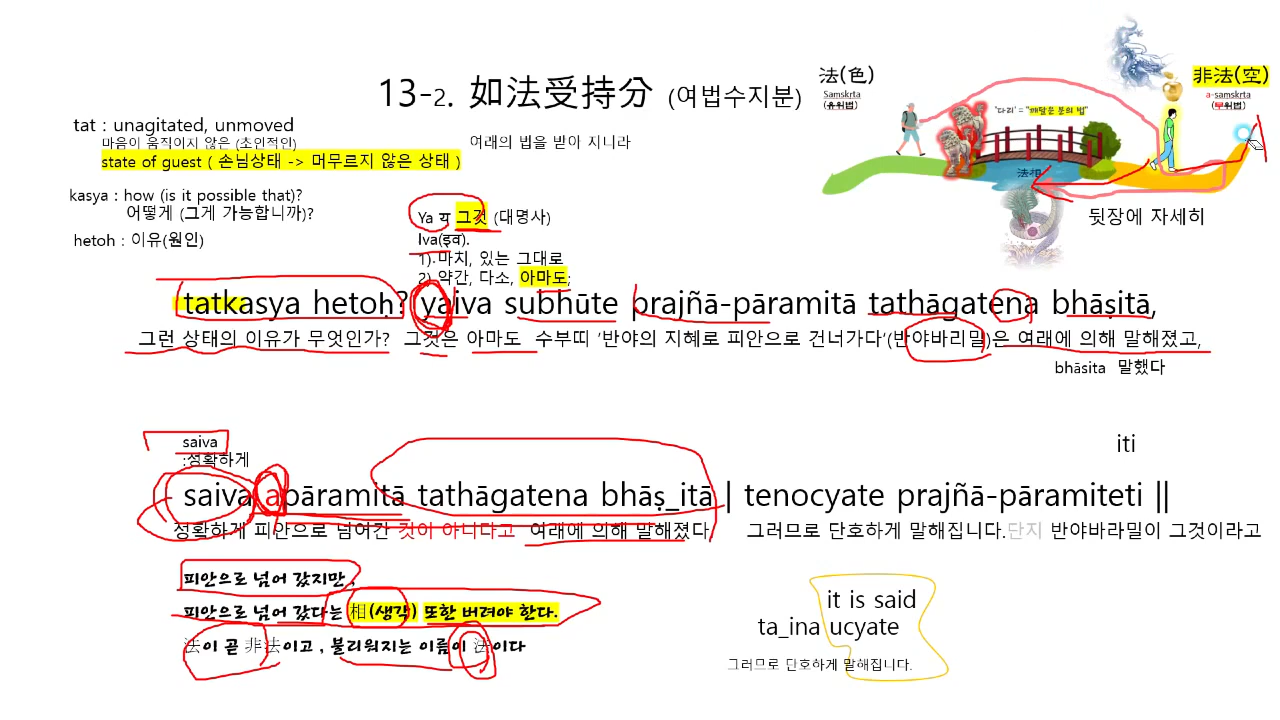 13-2. 如法受持分 (여법수지분)
여래의 법을 받아 지니라
法(色)
Samskrta
(유위법)
非法(空)
a-samskrta
(무위법)
'다리' = "깨달은 분의 법"
法相
뒷장에 자세히
tat : unagitated, unmoved
마음이 움직이지 않은 (초인적인)
state of guest ( 손님상태 -> 머무르지 않은 상태 )
kasya : how (is it possible that)?
어떻게 (그게 가능합니까)?
hetoh : 이유(원인)
Ya य 그것 (대명사)
Iva(इव).
1).마치, 있는 그대로
2) 약간, 다소, 아마도;
tatkasya hetoḥ? yaiva subhūte prajñā-pāramitā tathāgatena bhāṣitā,
그런 상태의 이유가 무엇인가? 그것은 아마도 수부띠 '반야의 지혜로 피안으로 건너가다'(반야바리밀)은 여래에 의해 말해졌고,
bhāsita 말했다
saiva
:정확하게
iti
saiva apāramitā tathāgatena bhāṣ_itā | tenocyate prajñā-pāramiteti ||
정확하게 피안으로 넘어간 것이 아니다고 여래에 의해 말해졌다, 그러므로 단호하게 말해집니다.단지 반야바라밀이 그것이라고
피안으로 넘어 갔지만,
피안으로 넘어 갔다는 相(생각) 또한 버려야 한다.
法이 곧 非法이고, 불리워지는 이름이 法이다
it is said
ta_ina ucyate
그러므로 단호하게 말해집니다.